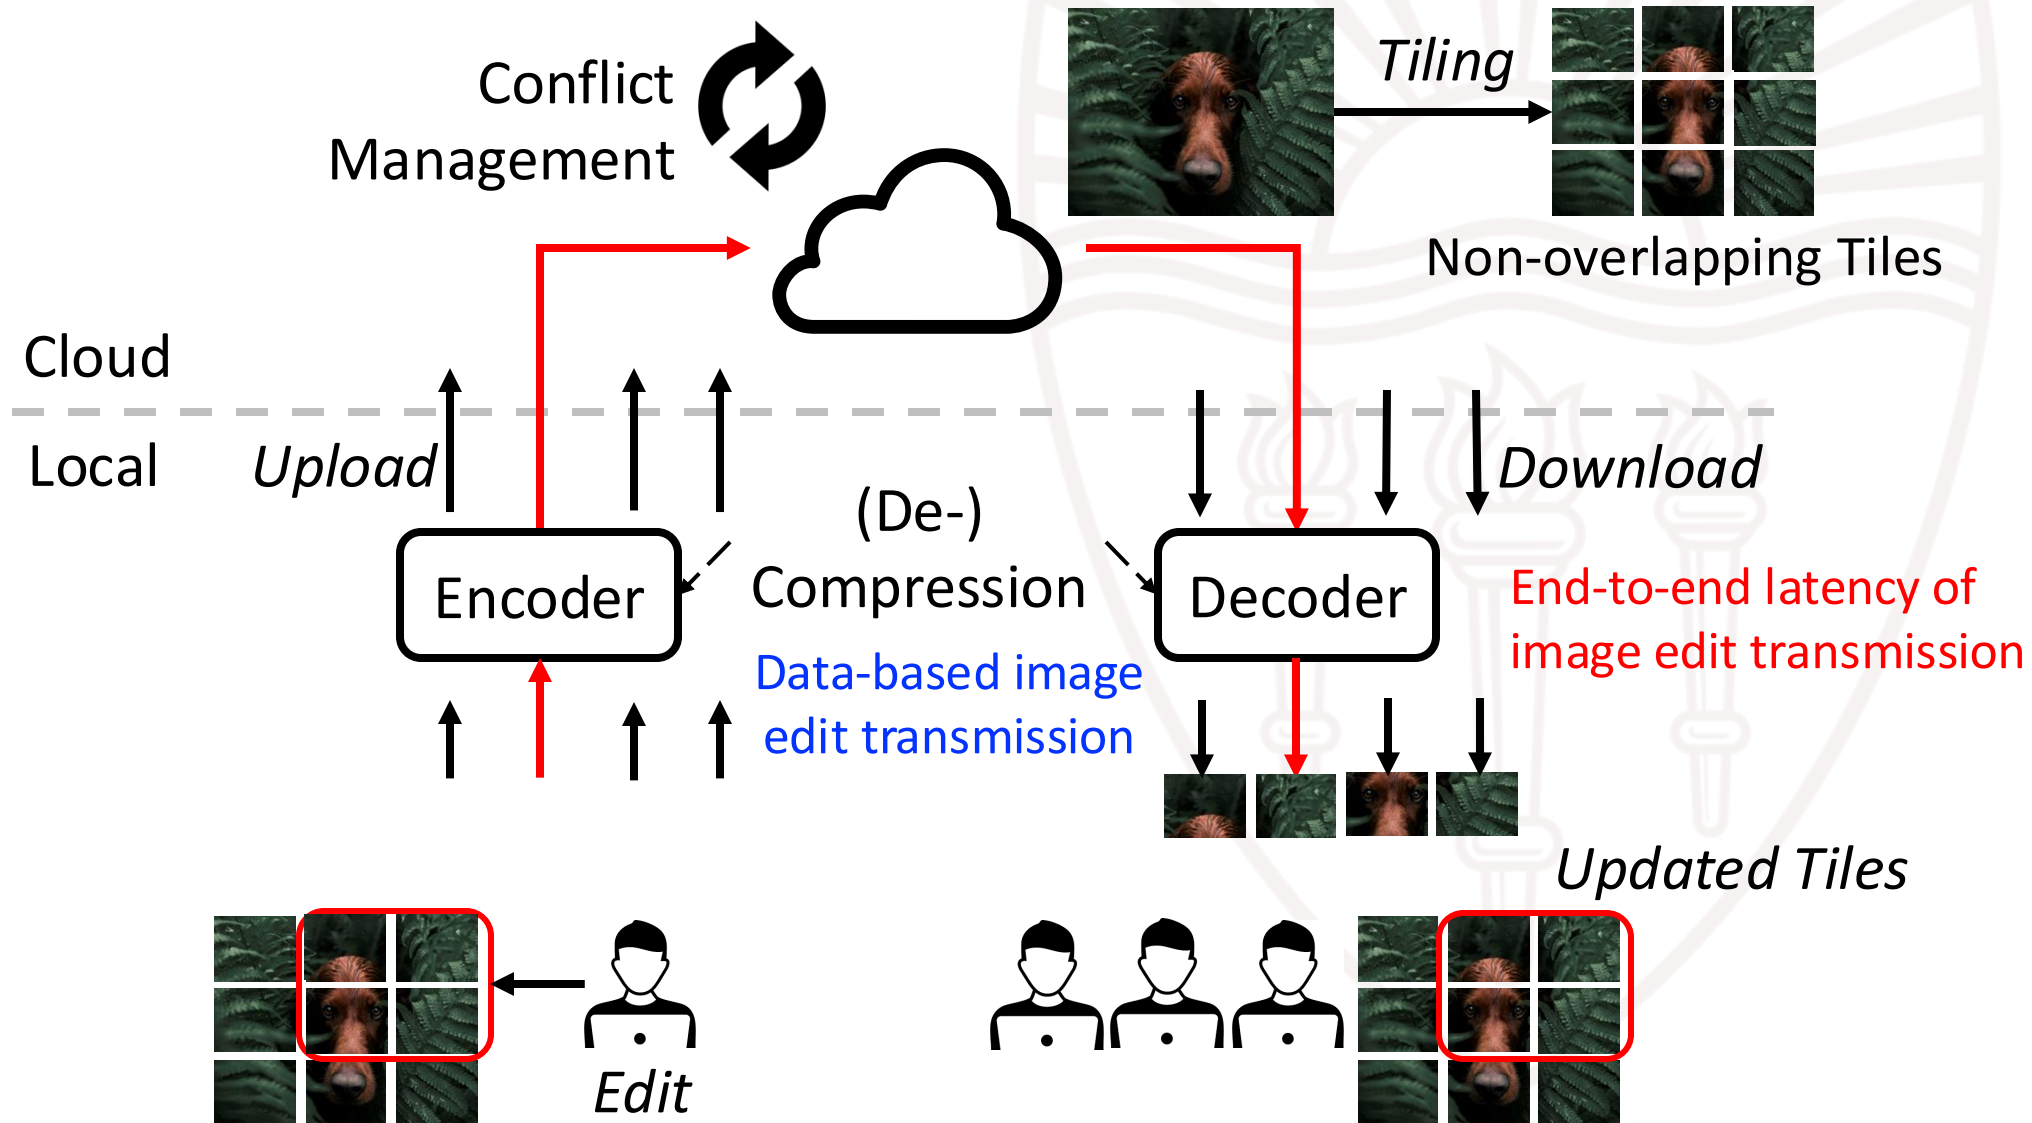 Conflict
Management
Tiling
Non-overlapping Tiles
Cloud
Local
Upload
Download
(De-)
Compression
Encoder
Decoder
Data-based image
edit transmission
End-to-end latency of
image edit transmission
Updated Tiles
Edit